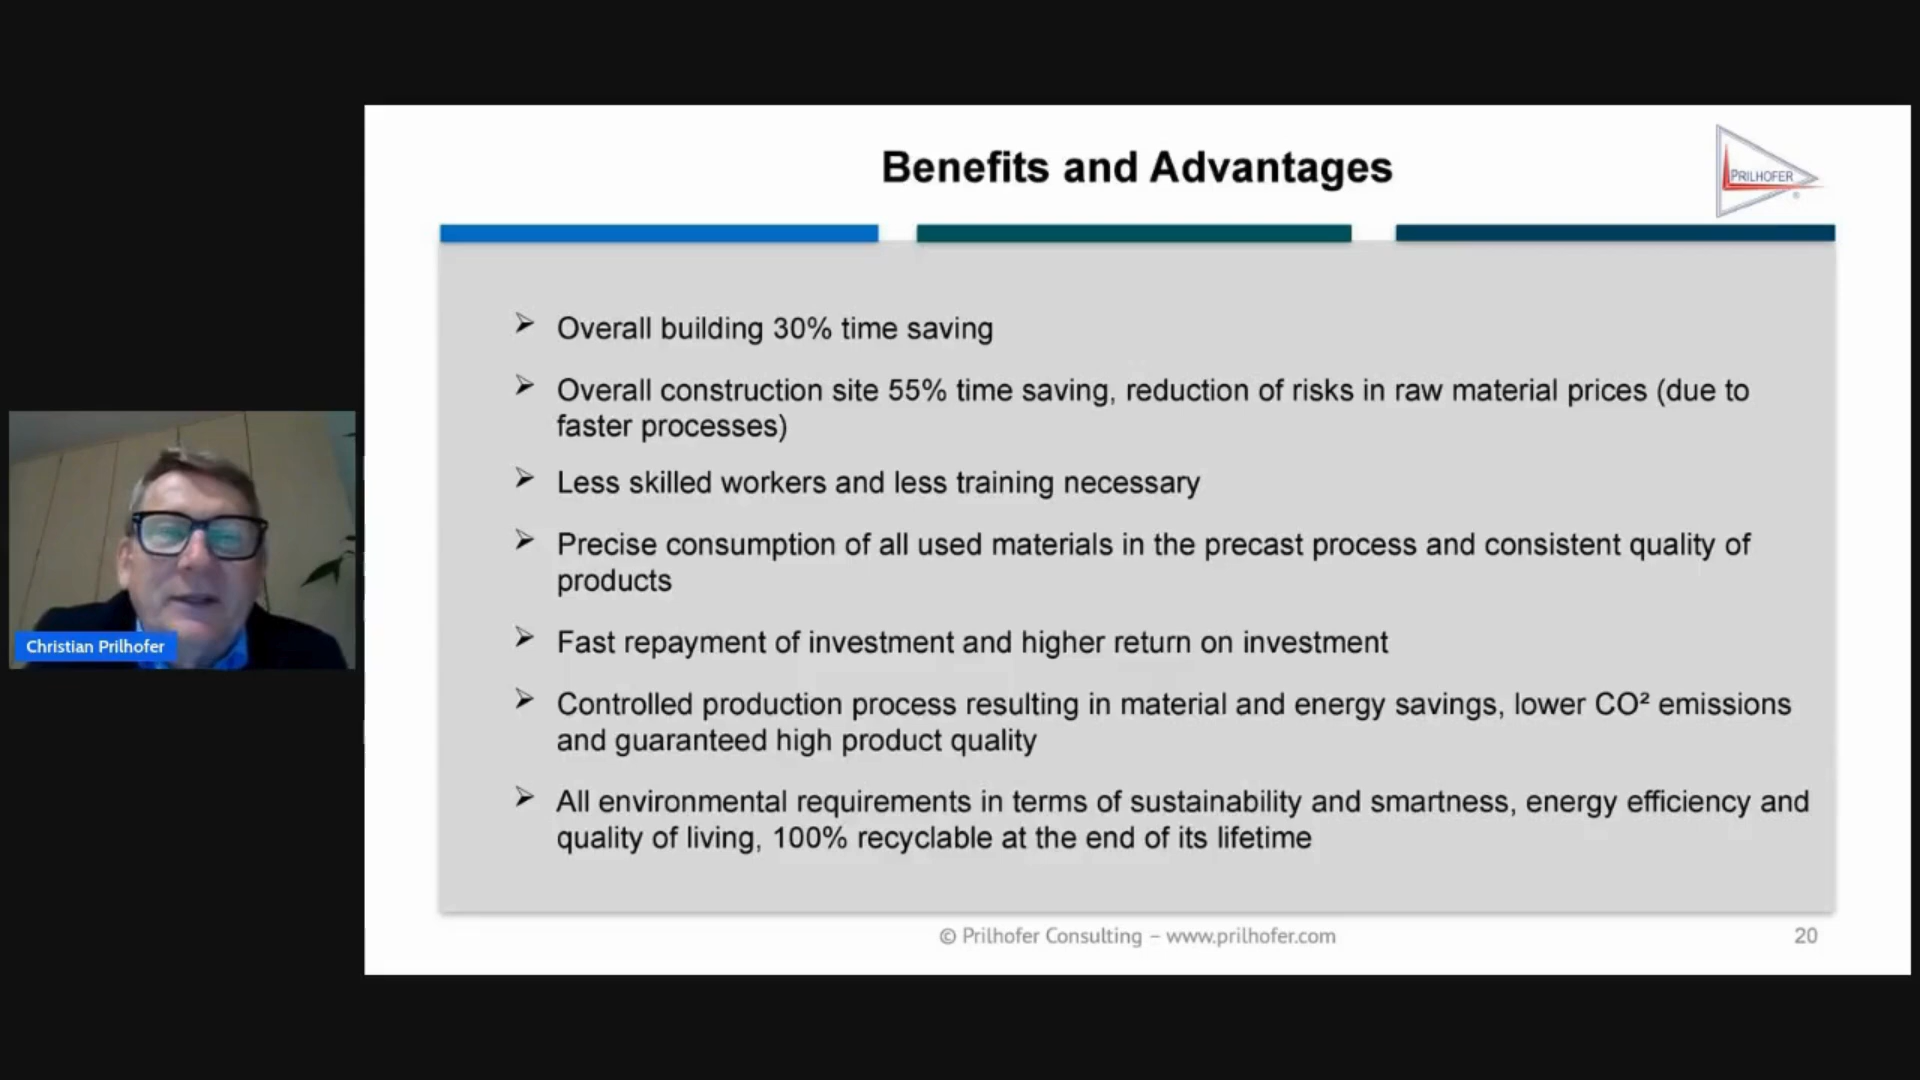 Benefits and Advantages
PRILHOFER
®
➢ Overall building 30% time saving
➢ Overall construction site 55% time saving, reduction of risks in raw material prices (due to
faster processes)
➢ Less skilled workers and less training necessary
➢ Precise consumption of all used materials in the precast process and consistent quality of
products
➢ Fast repayment of investment and higher return on investment
➢ Controlled production process resulting in material and energy savings, lower CO² emissions
and guaranteed high product quality
➢ All environmental requirements in terms of sustainability and smartness, energy efficiency and
quality of living, 100% recyclable at the end of its lifetime
© Prilhofer Consulting – www.prilhofer.com
20
Christian Prilhofer